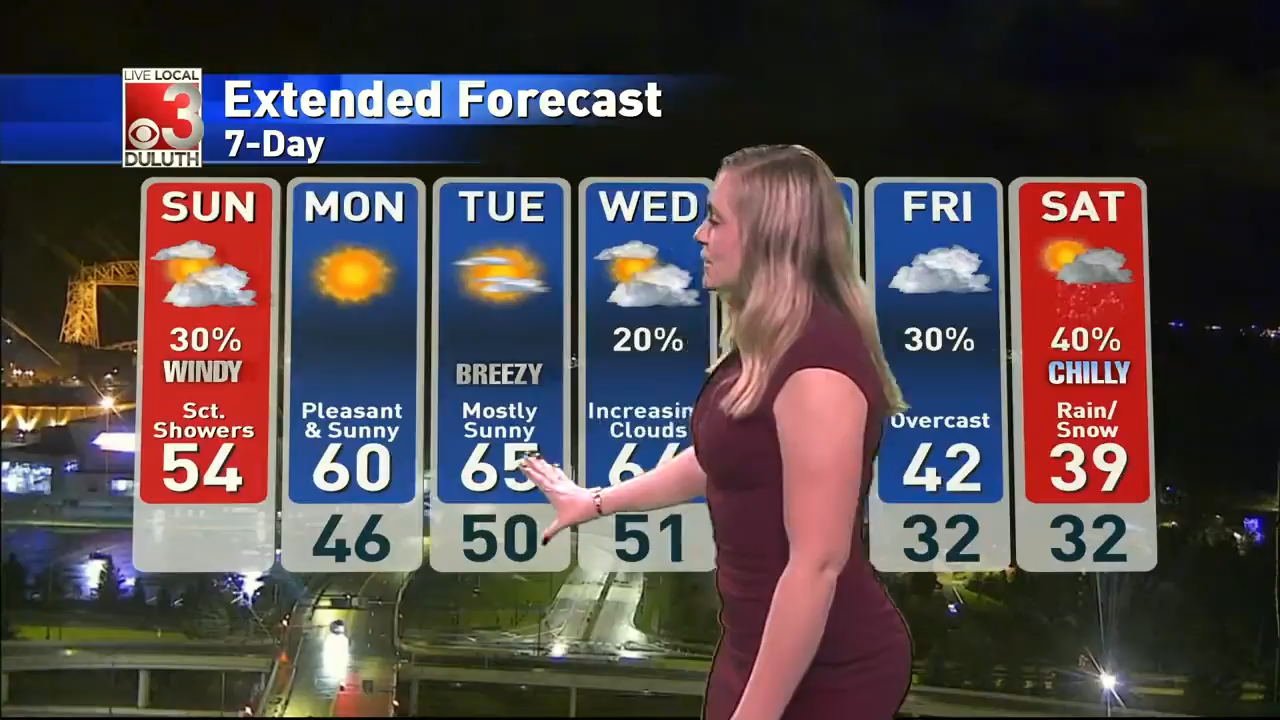 LIVE LOCAL
3
DULUTH
Extended Forecast
7-Day
SUN
30%
WINDY
Sct.
Showers
54
MON
Pleasant
& Sunny
60
46
TUE
BREEZY
Mostly
Sunny
65
50
WED
20%
Increasin
Clouds
51
FRI
30%
Overcast
42
32
SAT
40%
CHILLY
Rain/
Snow
39
32